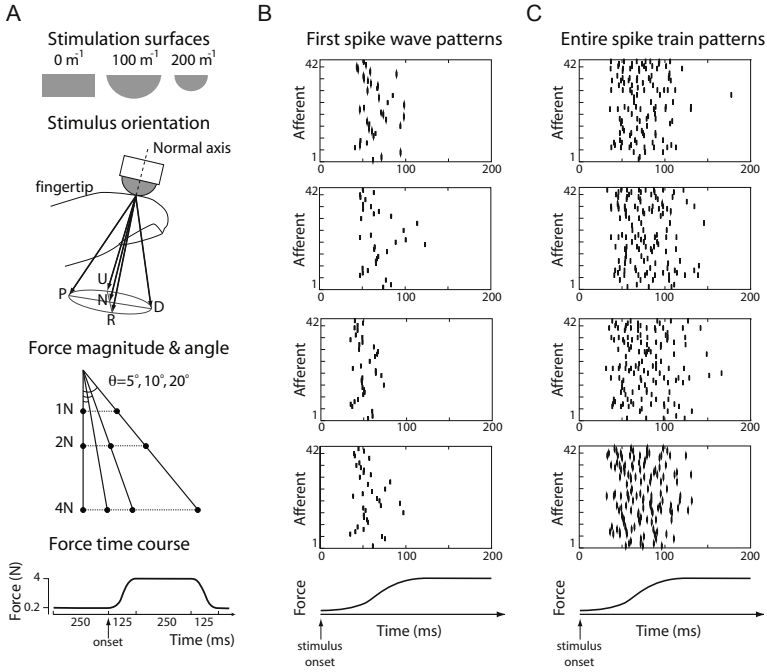 A
Stimulation surfaces
0 m⁻¹ 100 m⁻¹ 200 m⁻¹
Stimulus orientation
Normal axis
fingertip
P
U
N
R
D
Force magnitude & angle
θ=5°, 10°, 20°
1N
2N
4N
Force time course
Force (N)
4
0.2
250 125 250 125
onset
Time (ms)
B
First spike wave patterns
Afferent
42
1
0 100 200
Afferent
42
1
0 100 200
Afferent
42
1
0 100 200
Afferent
42
1
0 100 200
Force
Time (ms)
stimulus
onset
C
Entire spike train patterns
Afferent
42
1
0 100 200
Afferent
42
1
0 100 200
Afferent
42
1
0 100 200
Afferent
42
1
0 100 200
Force
Time (ms)
stimulus
onset